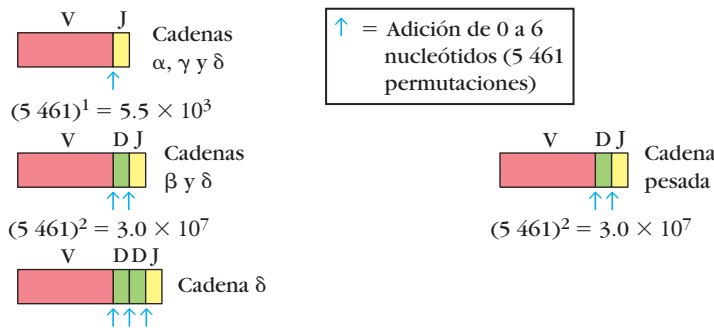 V J
Cadenas
α, γ y δ
(5 461)¹ = 5.5 × 10³
↑ = Adición de 0 a 6
nucleótidos (5 461
permutaciones)
V D J
Cadenas
β y δ
(5 461)² = 3.0 × 10⁷
V D J
Cadena
pesada
(5 461)² = 3.0 × 10⁷
V D D J
Cadena δ